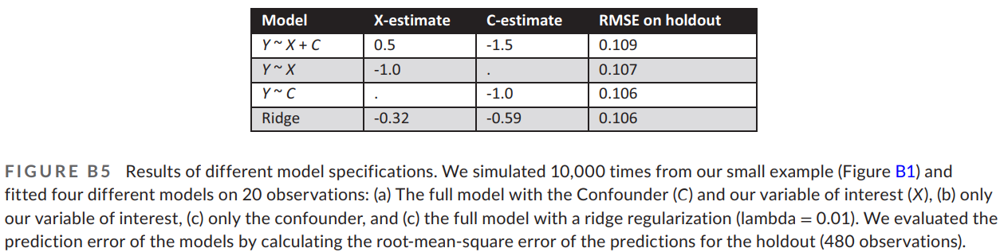 Model X-estimate C-estimate RMSE on holdout
Y ~ X + C 0.5 -1.5 0.109
Y ~ X -1.0 . 0.107
Y ~ C . -1.0 0.106
Ridge -0.32 -0.59 0.106
FIGURE B5 Results of different model specifications. We simulated 10,000 times from our small example (Figure B1) and
fitted four different models on 20 observations: (a) The full model with the Confounder (C) and our variable of interest (X), (b) only
our variable of interest, (c) only the confounder, and (c) the full model with a ridge regularization (lambda = 0.01). We evaluated the
prediction error of the models by calculating the root-mean-square error of the predictions for the holdout (480 observations).